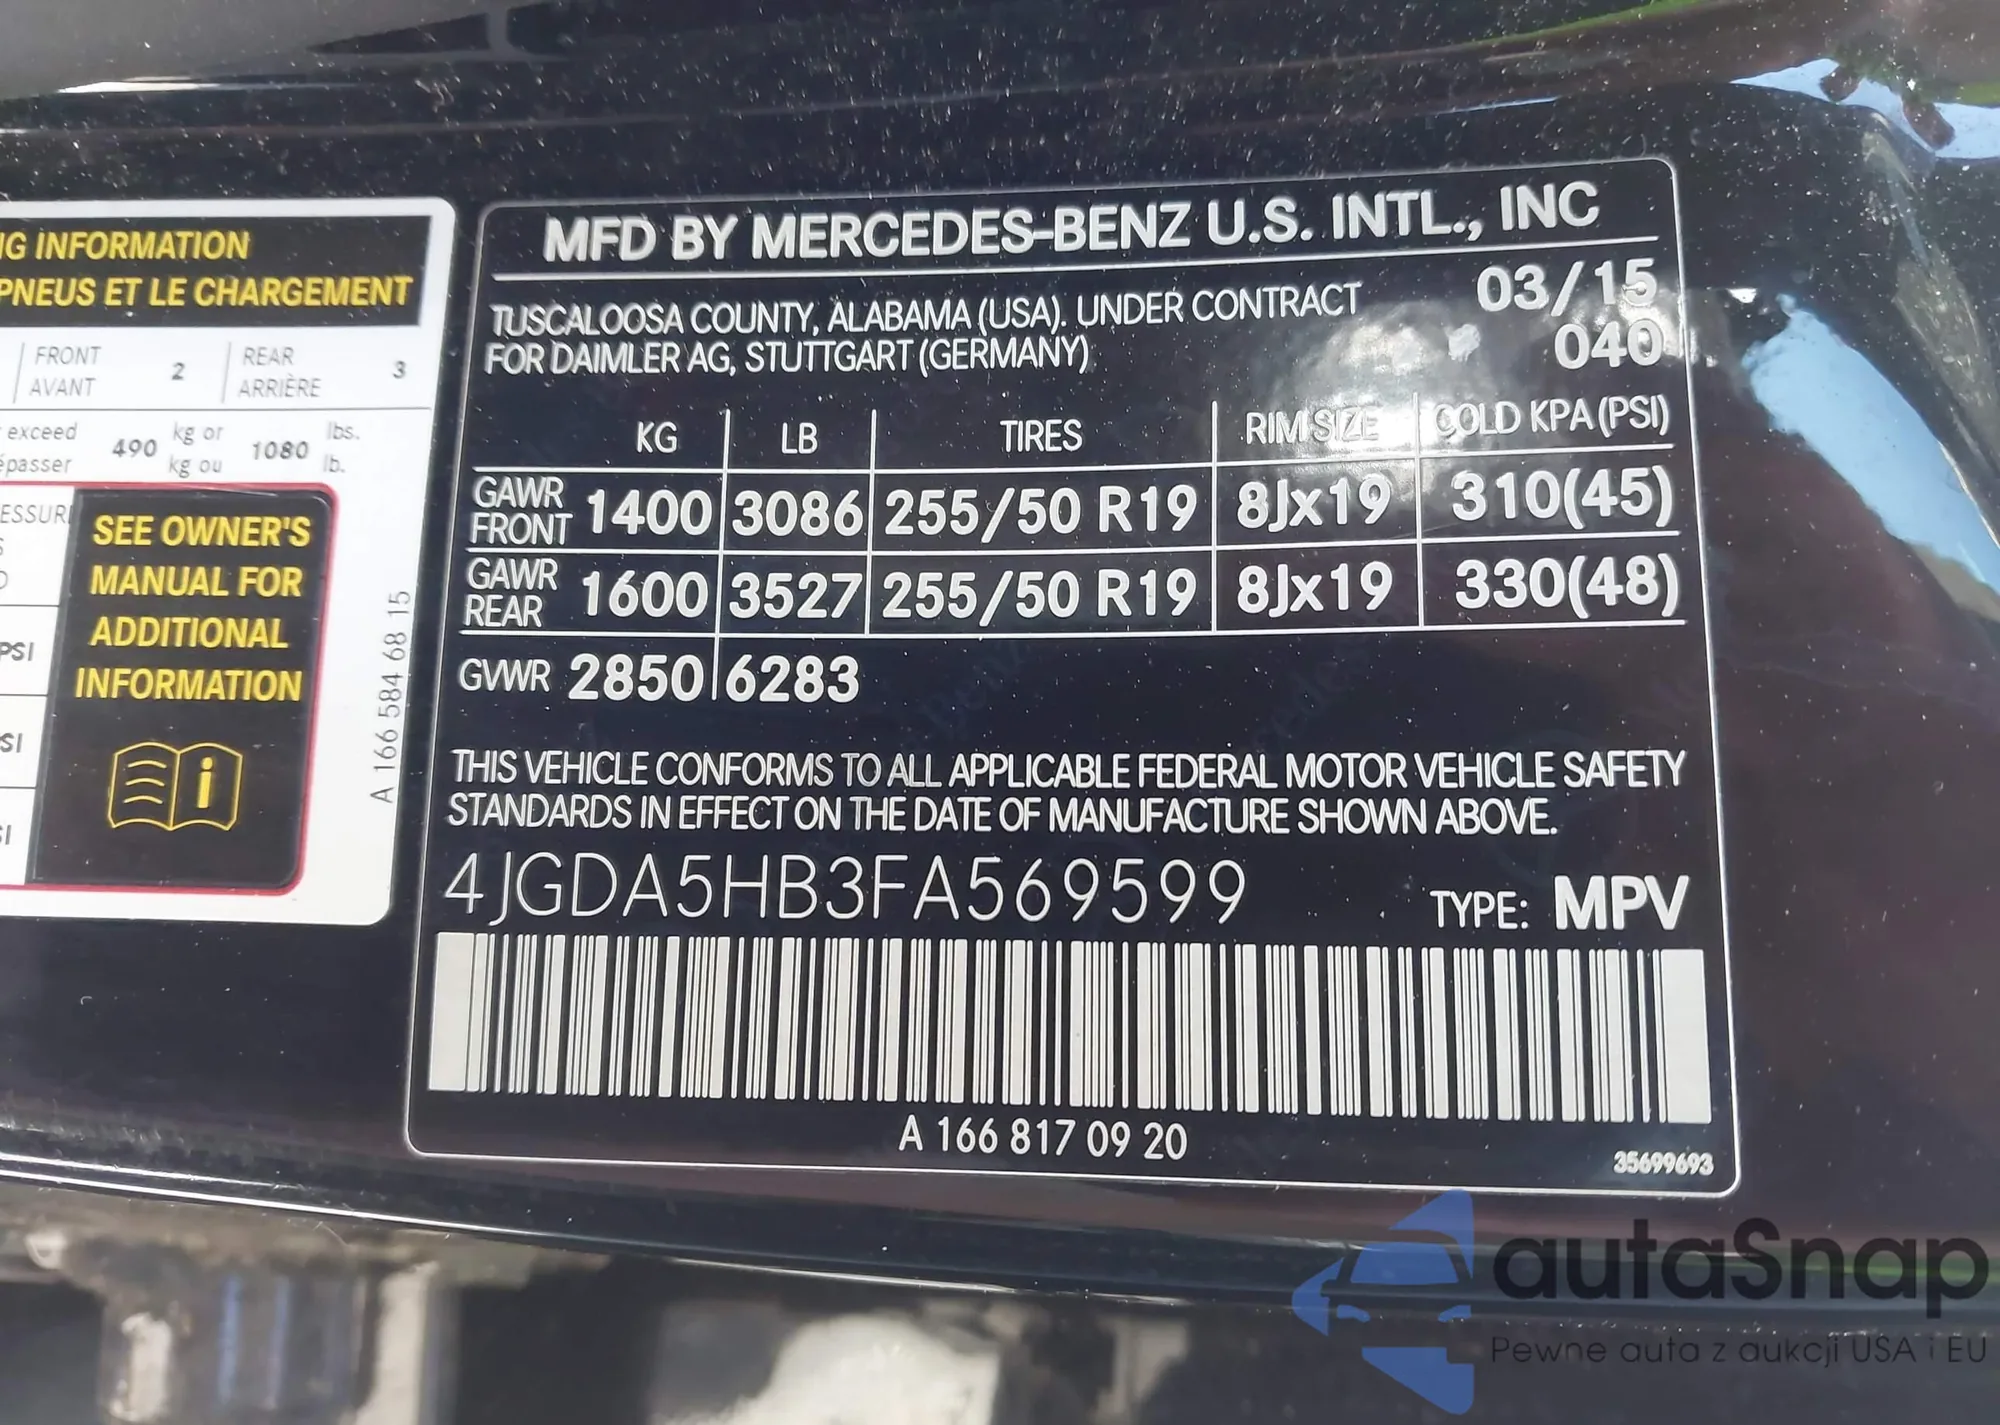 NG INFORMATION
PNEUS ET LE CHARGEMENT
FRONT 2 REAR 3
AVANT ARRIÈRE
exceed 490 kg or 1080 lbs.
kg ou lb.
SEE OWNER'S
MANUAL FOR
ADDITIONAL
INFORMATION
PSI
A 166 584 68 15
MFD BY MERCEDES-BENZ U.S. INTL., INC
TUSCALOOSA COUNTY, ALABAMA (USA). UNDER CONTRACT 03/15
FOR DAIMLER AG, STUTTGART (GERMANY) 040
KG LB TIRES RIM SIZE COLD KPA (PSI)
GAWR FRONT 1400 3086 255/50 R19 8Jx19 310(45)
GAWR REAR 1600 3527 255/50 R19 8Jx19 330(48)
GVWR 2850 6283
THIS VEHICLE CONFORMS TO ALL APPLICABLE FEDERAL MOTOR VEHICLE SAFETY
STANDARDS IN EFFECT ON THE DATE OF MANUFACTURE SHOWN ABOVE.
4JGDA5HB3FA569599 TYPE: MPV
A 166 817 09 20
35699693
autaSnap
Pewne auta z aukcji USA i EU